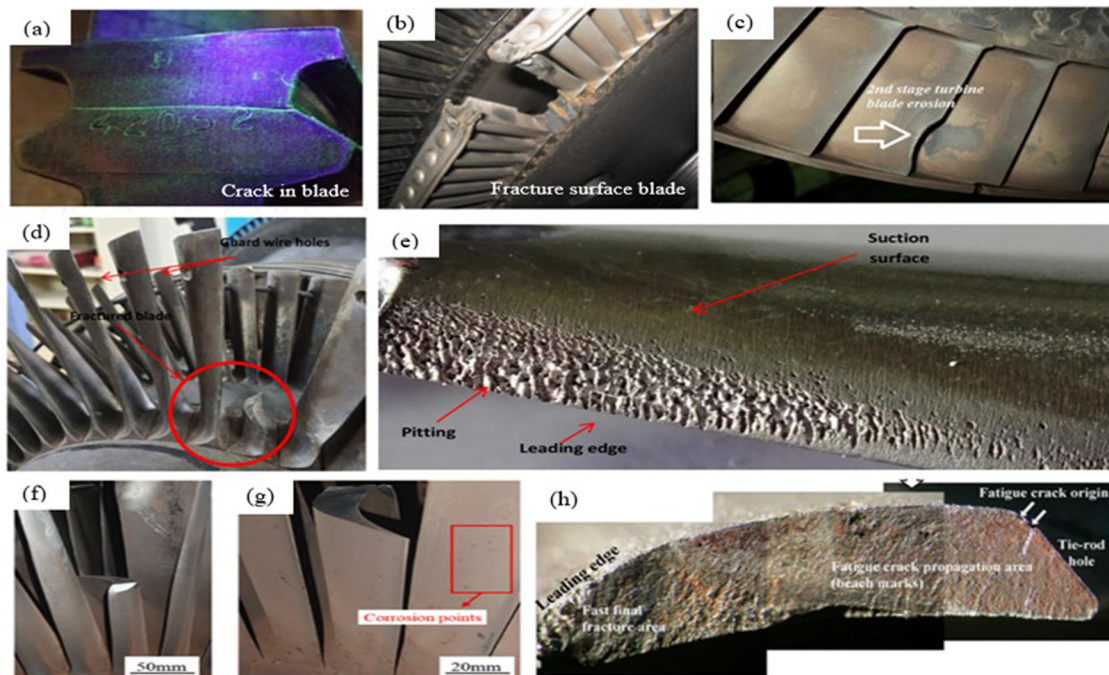 (a)
Crack in blade
(b)
Fracture surface blade
(c)
2nd stage turbine
blade erosion
(d)
Guard wire holes
Fractured blade
(e)
Suction
surface
Pitting
Leading edge
(f)
50mm
(g)
Corrosion points
20mm
(h)
Fatigue crack origin
Tie-rod
hole
Leading edge
Fatigue crack propagation area
(beach marks)
Fast final
fracture area